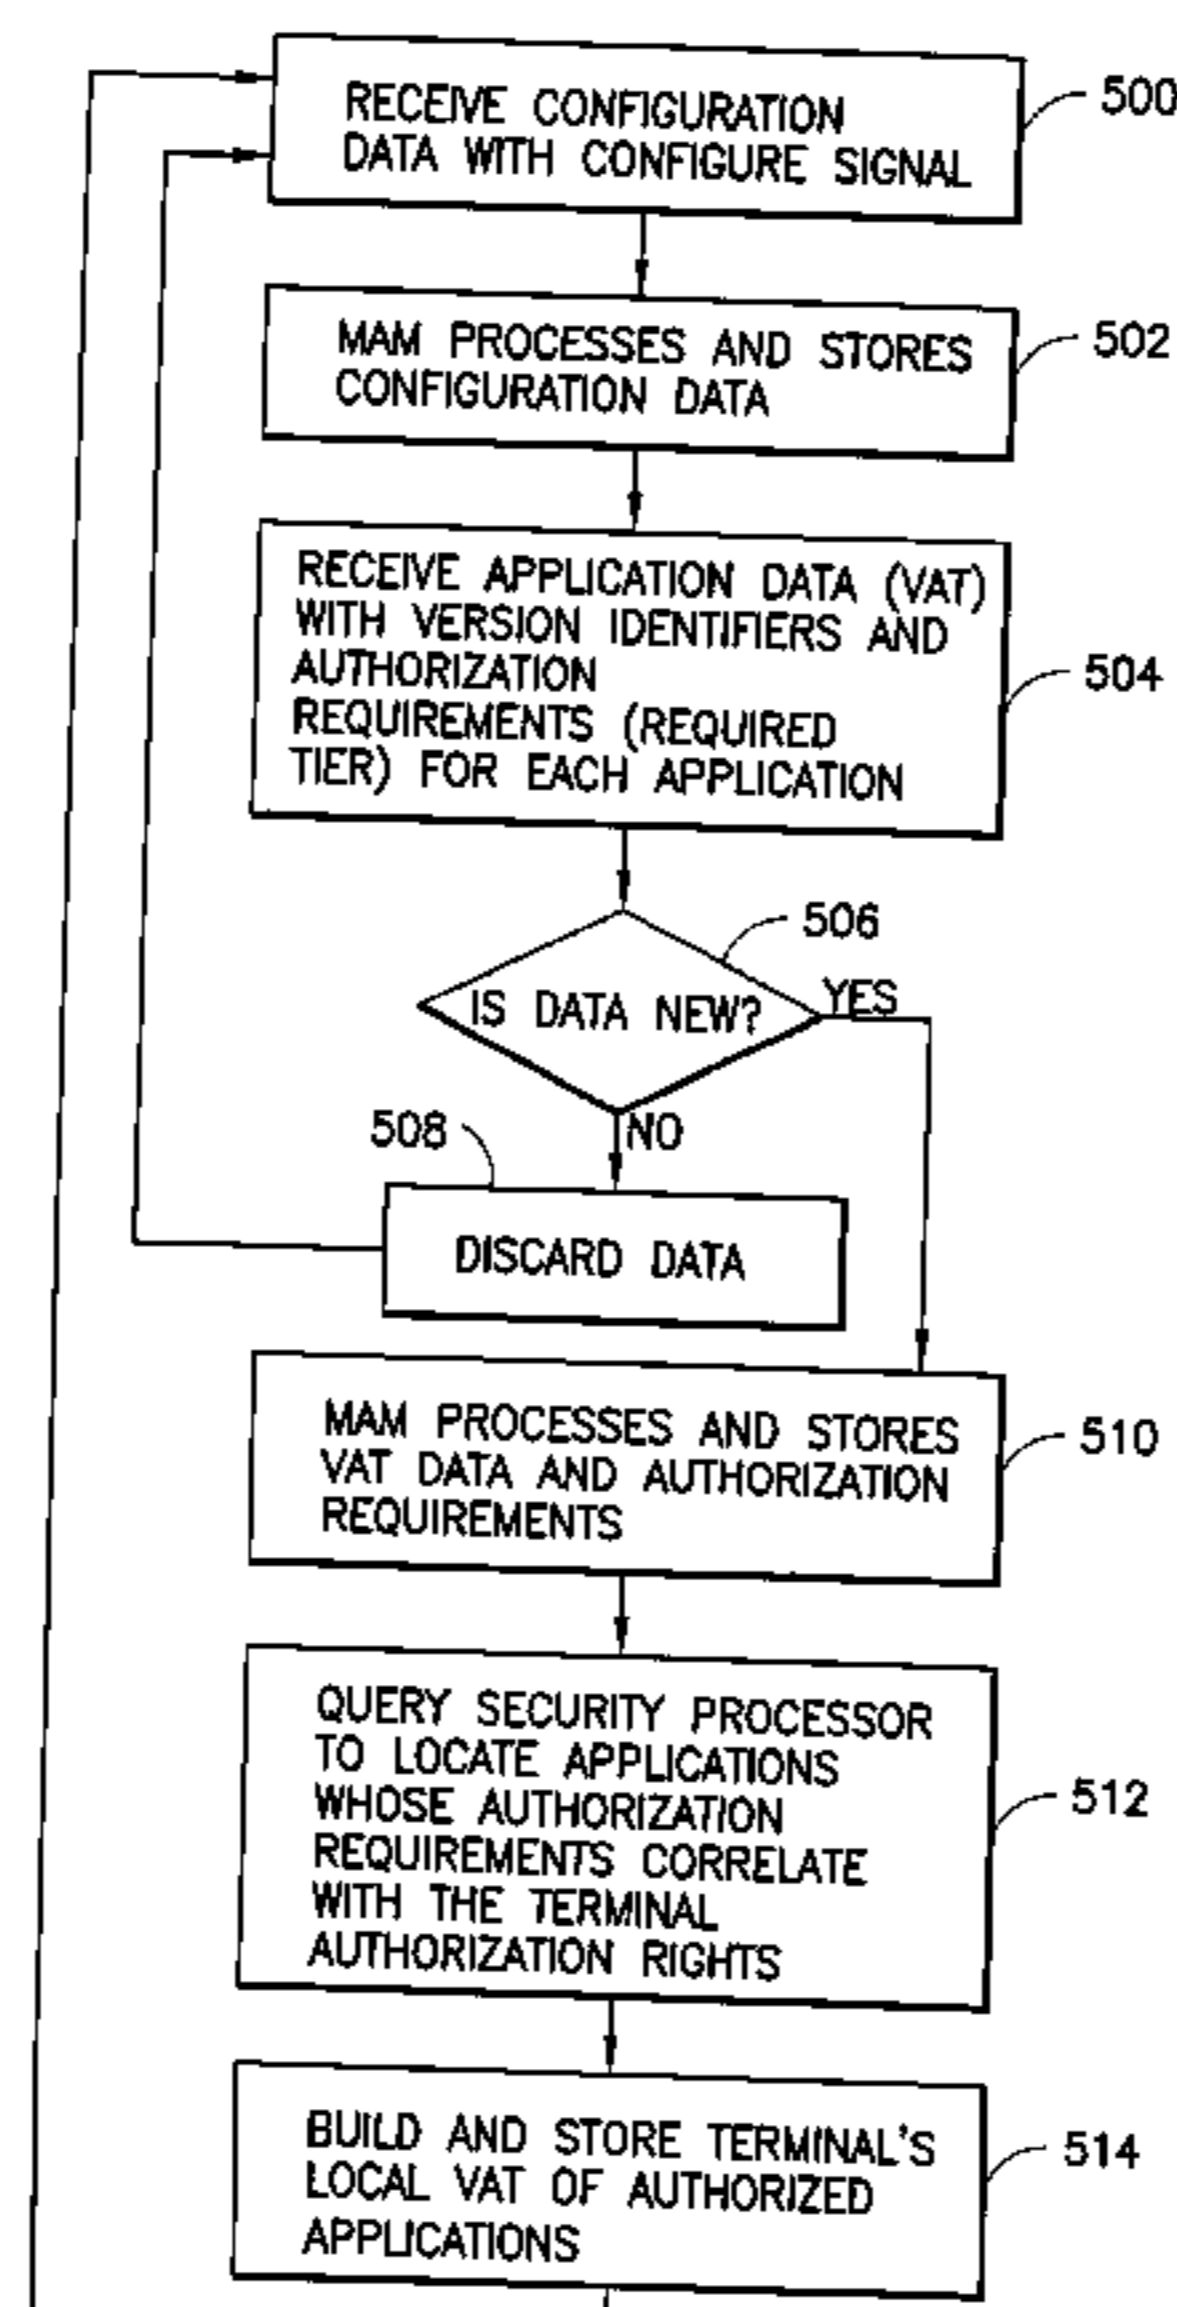 RECEIVE CONFIGURATION
DATA WITH CONFIGURE SIGNAL
500
MAM PROCESSES AND STORES
CONFIGURATION DATA
502
RECEIVE APPLICATION DATA (VAT)
WITH VERSION IDENTIFIERS AND
AUTHORIZATION
REQUIREMENTS (REQUIRED
TIER) FOR EACH APPLICATION
504
506
IS DATA NEW?
YES
NO
508
DISCARD DATA
MAM PROCESSES AND STORES
VAT DATA AND AUTHORIZATION
REQUIREMENTS
510
QUERY SECURITY PROCESSOR
TO LOCATE APPLICATIONS
WHOSE AUTHORIZATION
REQUIREMENTS CORRELATE
WITH THE TERMINAL
AUTHORIZATION RIGHTS
512
BUILD AND STORE TERMINAL'S
LOCAL VAT OF AUTHORIZED
APPLICATIONS
514